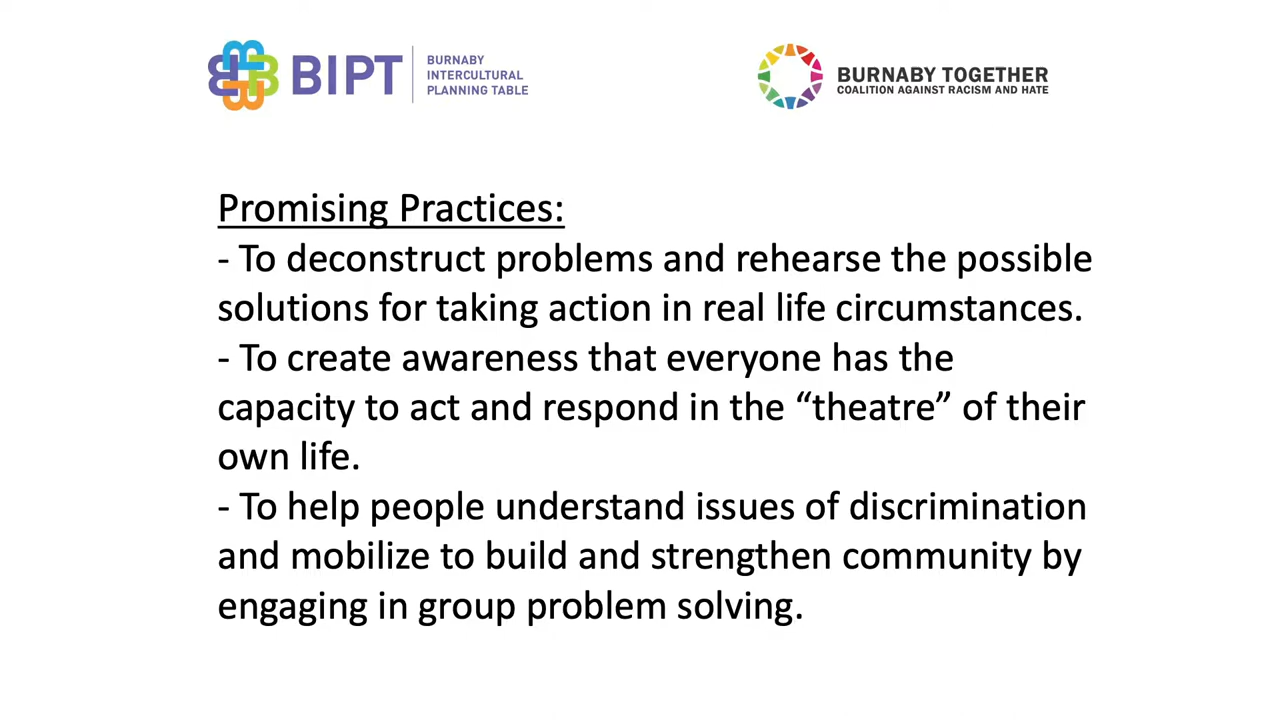 BIPT
BURNABY
INTERCULTURAL
PLANNING TABLE
BURNABY TOGETHER
COALITION AGAINST RACISM AND HATE
Promising Practices:
- To deconstruct problems and rehearse the possible
solutions for taking action in real life circumstances.
- To create awareness that everyone has the
capacity to act and respond in the “theatre” of their
own life.
- To help people understand issues of discrimination
and mobilize to build and strengthen community by
engaging in group problem solving.